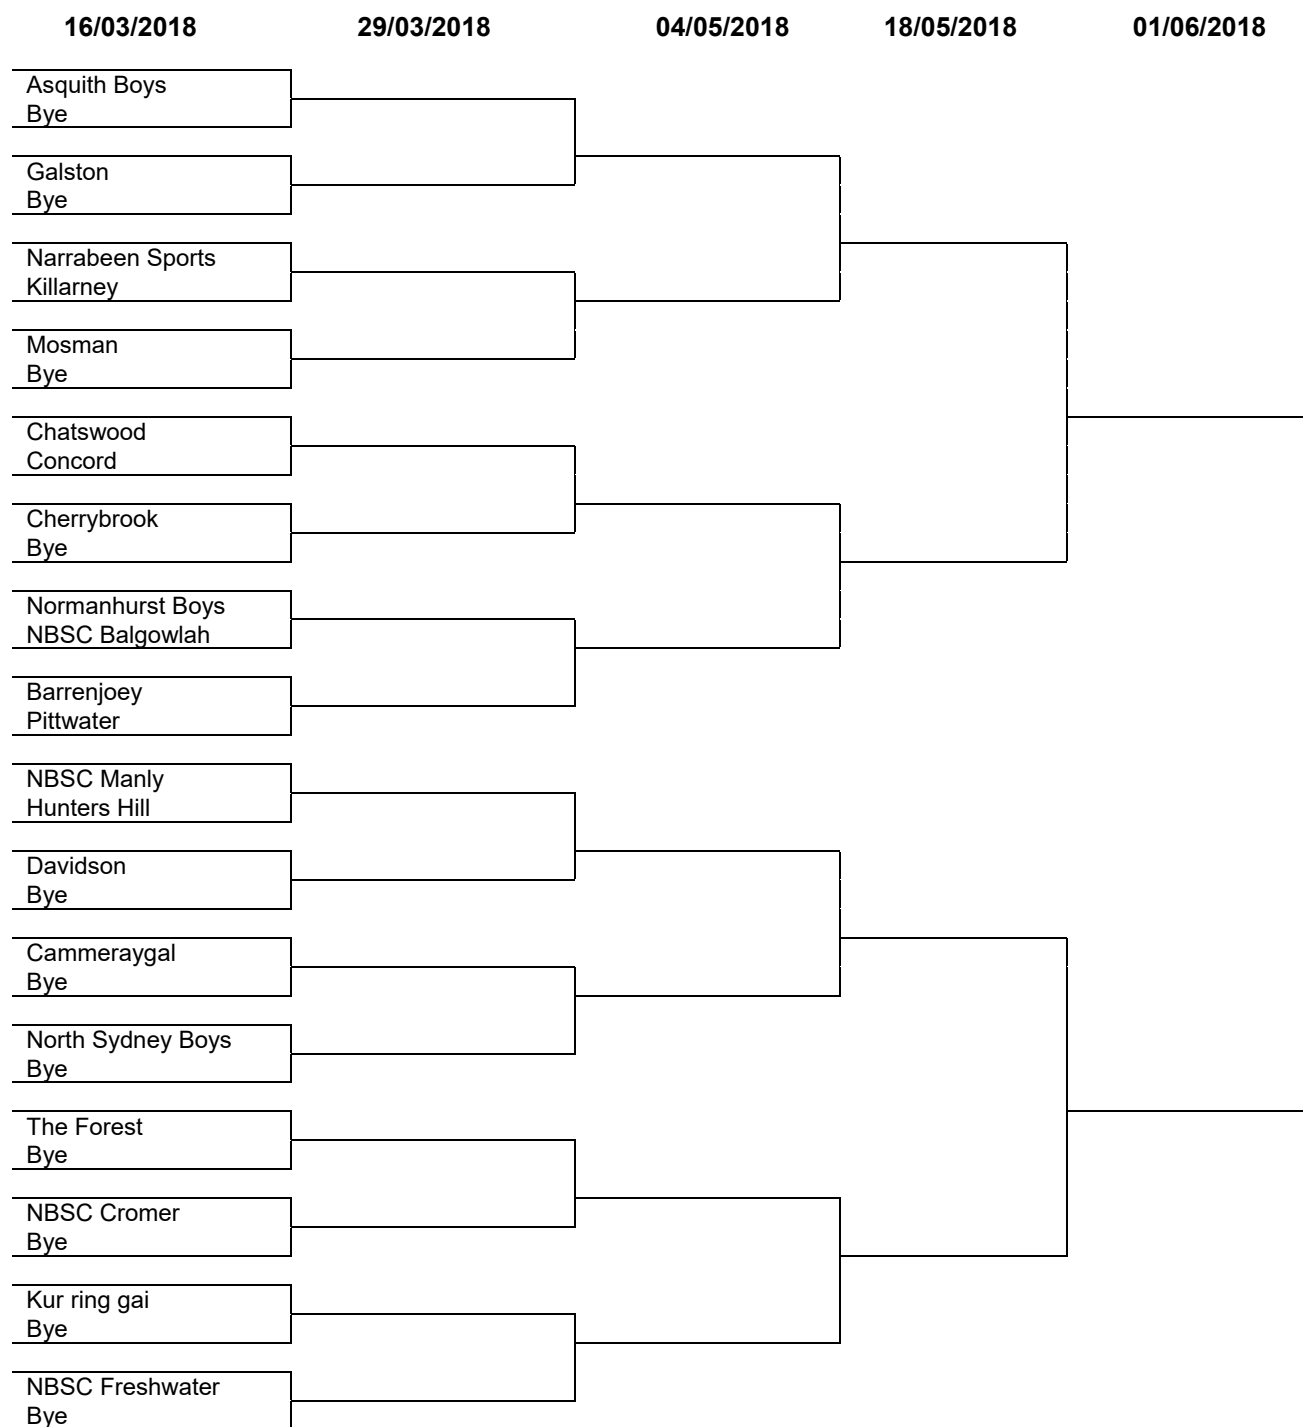 16/03/2018 29/03/2018 04/05/2018 18/05/2018 01/06/2018
Asquith Boys
Bye
Galston
Bye
Narrabeen Sports
Killarney
Mosman
Bye
Chatswood
Concord
Cherrybrook
Bye
Normanhurst Boys
NBSC Balgowlah
Barrenjoey
Pittwater
NBSC Manly
Hunters Hill
Davidson
Bye
Cammeraygal
Bye
North Sydney Boys
Bye
The Forest
Bye
NBSC Cromer
Bye
Kur ring gai
Bye
NBSC Freshwater
Bye